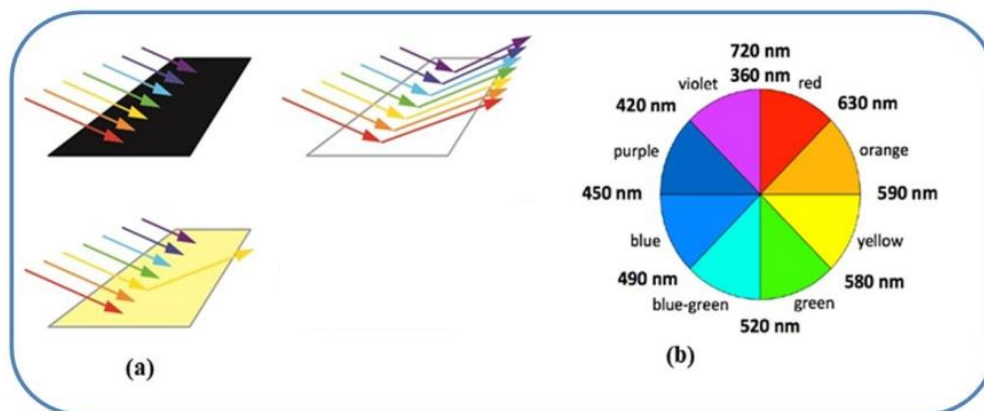 720 nm
360 nm
violet
red
420 nm
630 nm
purple
orange
450 nm
590 nm
blue
yellow
490 nm
580 nm
blue-green
green
520 nm
(a)
(b)